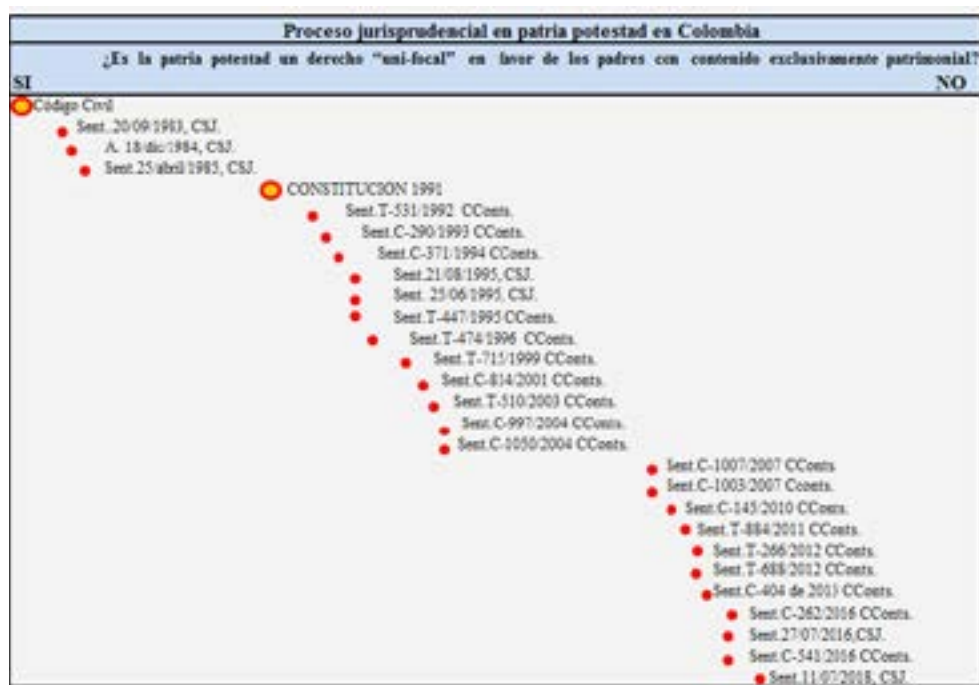 Proceso jurisprudencial en patria potestad en Colombia
¿Es la patria potestad un derecho “uni-focal” en favor de los padres con contenido exclusivamente patrimonial?
SI NO
Código Civil
Sent. 20/09/1983, CSJ.
A. 18/dic/1984, CSJ.
Sent.25/abril/1985, CSJ.
CONSTITUCIÓN 1991
Sent.T-531/1992 CConts.
Sent.C-290/1993 CConts.
Sent.C-371/1994 CConts.
Sent.21/08/1995, CSJ.
Sent. 25/06/1995, CSJ.
Sent.T-447/1995 CConts.
Sent.T-474/1996 CConts.
Sent.T-715/1999 CConts.
Sent.C-814/2001 CConts.
Sent.T-510/2003 CConts.
Sent.C-997/2004 CConts.
Sent.C-1050/2004 CConts.
Sent.C-1007/2007 CConts.
Sent.C-1003/2007 Cconts.
Sent.C-145/2010 CConts.
Sent.T-884/2011 CConts.
Sent.T-266/2012 CConts.
Sent.T-688/2012 CConts.
Sent.C-404 de 2013 CConts.
Sent.C-262/2016 CConts.
Sent.27/07/2016,CSJ.
Sent.C-541/2016 CConts.
Sent.11/07/2018, CSJ.